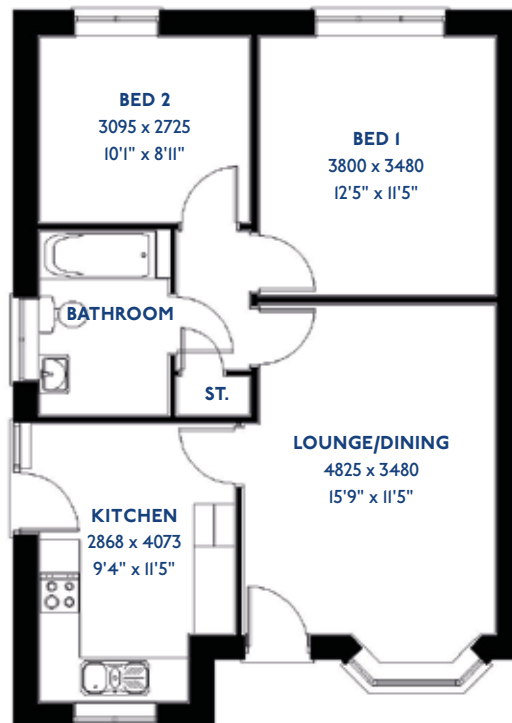 BED 2
3095 x 2725
10'1" x 8'11"
BED 1
3800 x 3480
12'5" x 11'5"
BATHROOM
ST.
LOUNGE/DINING
4825 x 3480
15'9" x 11'5"
KITCHEN
2868 x 4073
9'4" x 11'5"